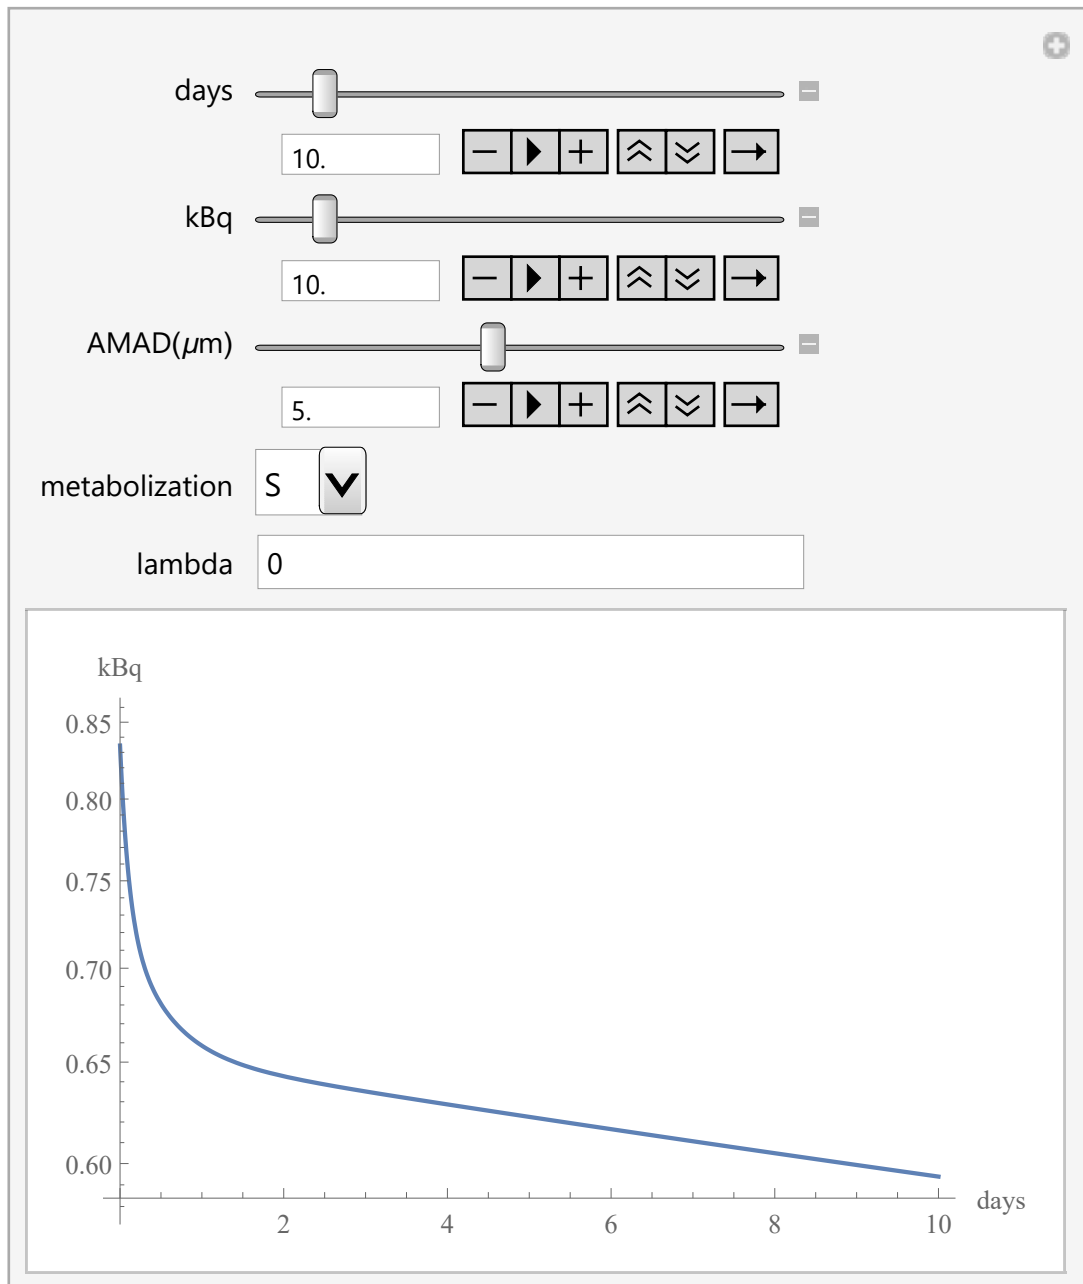 days
10.
kBq
10.
AMAD(μm)
5.
metabolization S
lambda 0
kBq
0.85
0.80
0.75
0.70
0.65
0.60
2 4 6 8 10
days